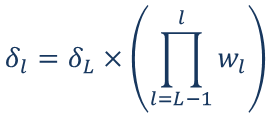 δ_l = δ_L × (∏_{l=L−1}^{l} w_l)